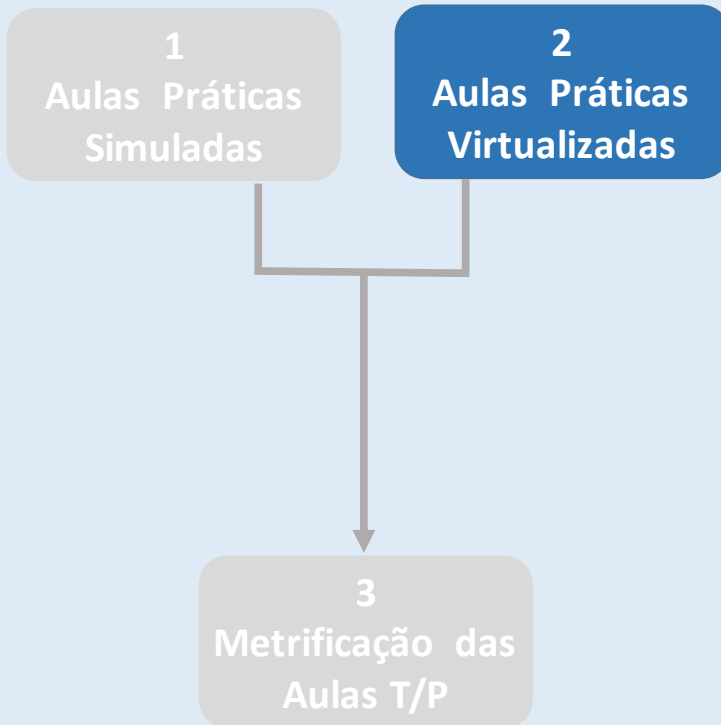 1
Aulas Práticas
Simuladas
2
Aulas Práticas
Virtualizadas
3
Metrificação das
Aulas T/P